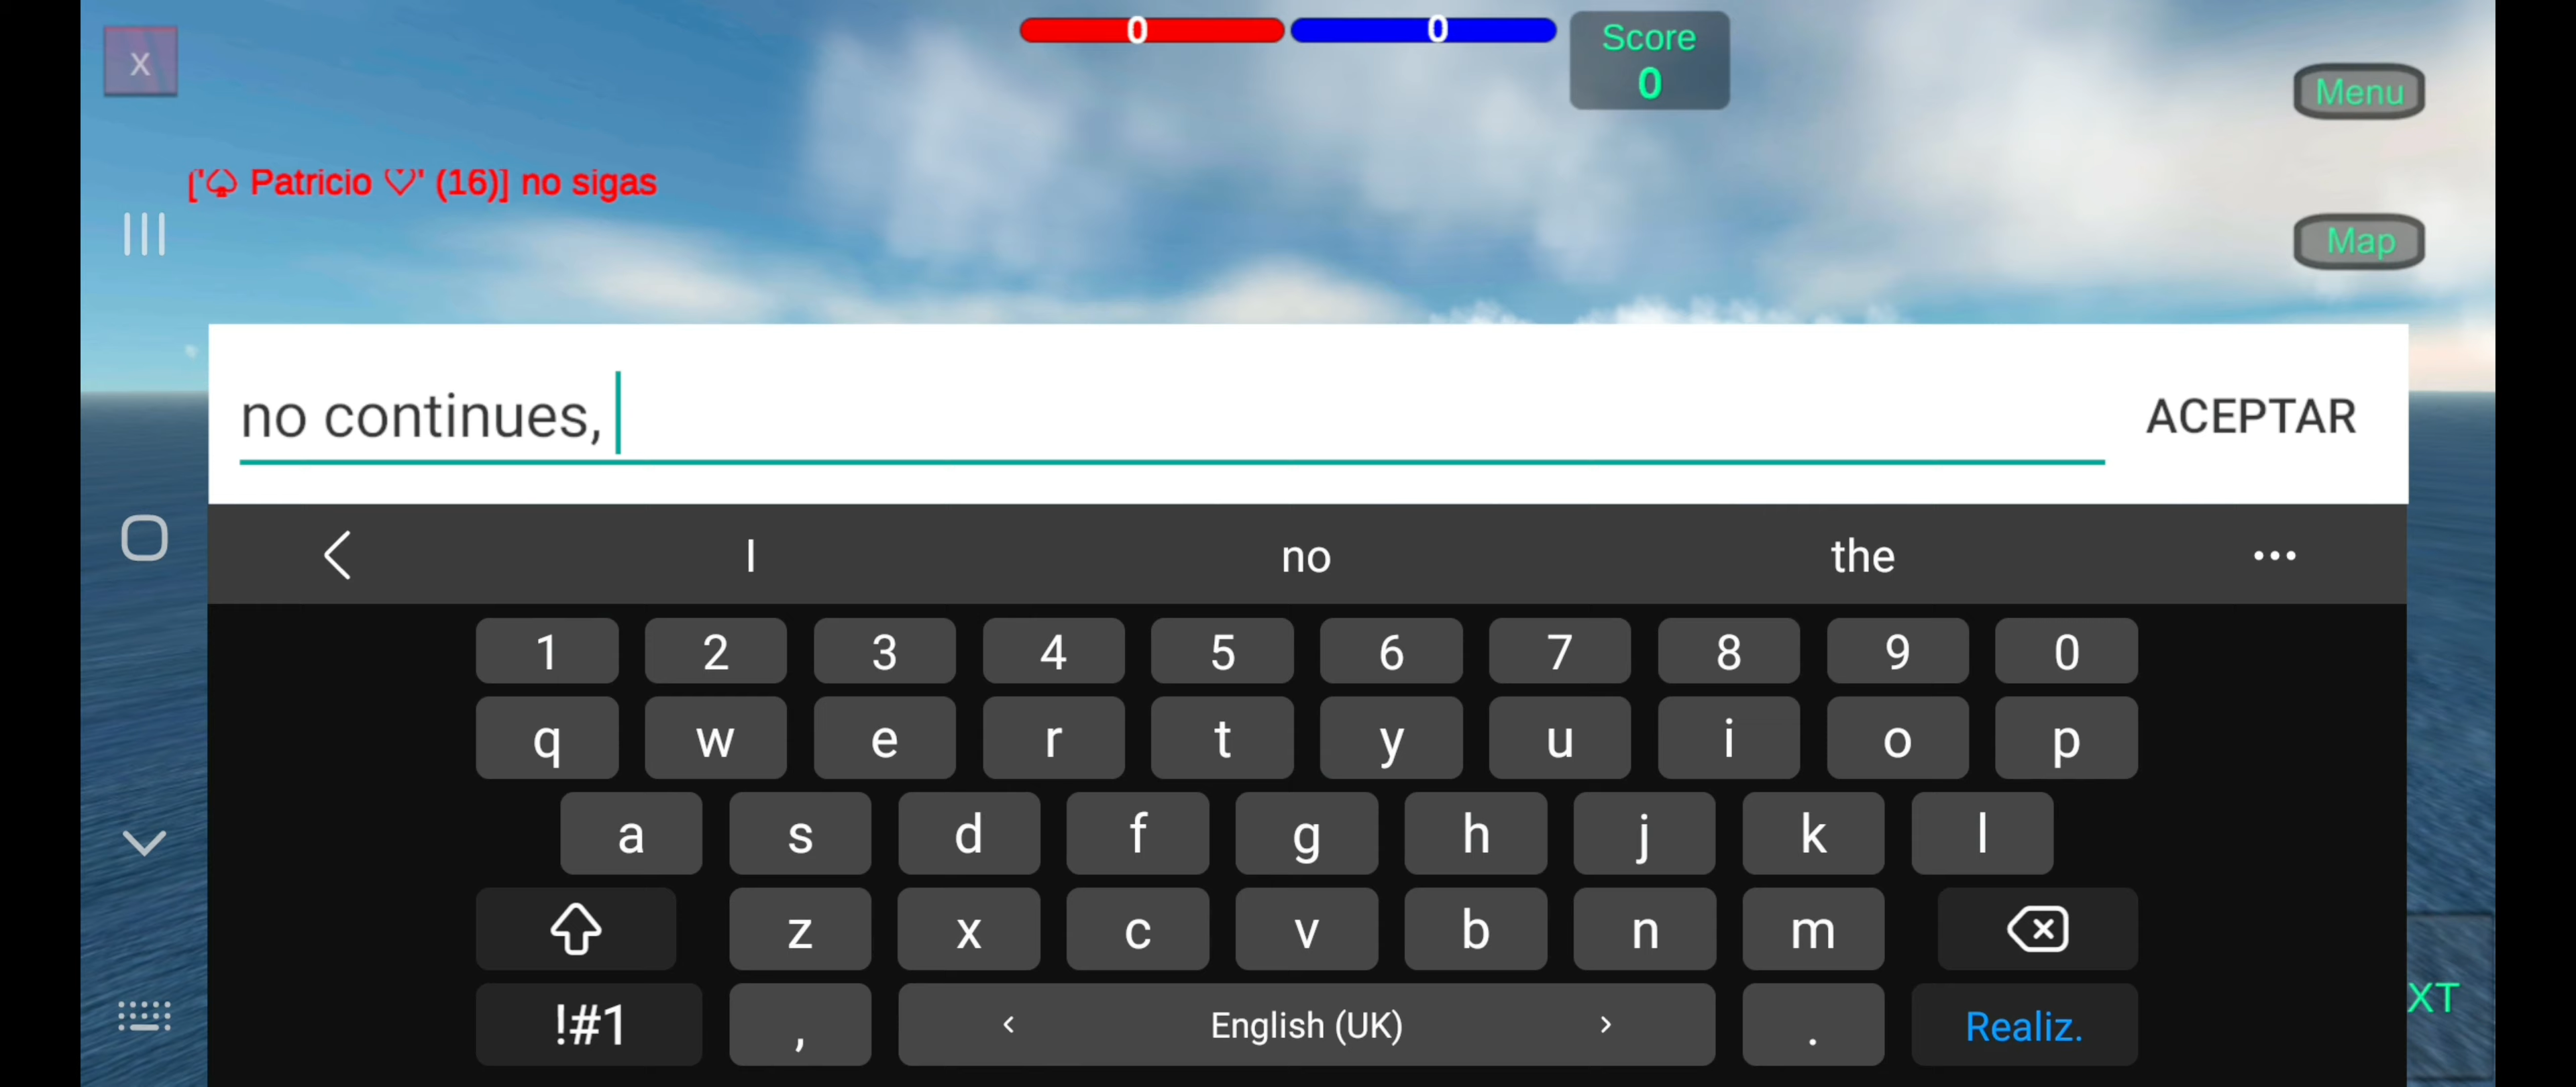 x
0
0
Score
0
Menu
['♤ Patricio ♡' (16)] no sigas
Map
no continues,
ACEPTAR
I no the
1 2 3 4 5 6 7 8 9 0
q w e r t y u i o p
a s d f g h j k l
z x c v b n m
!#1 , English (UK) . Realiz.
XT